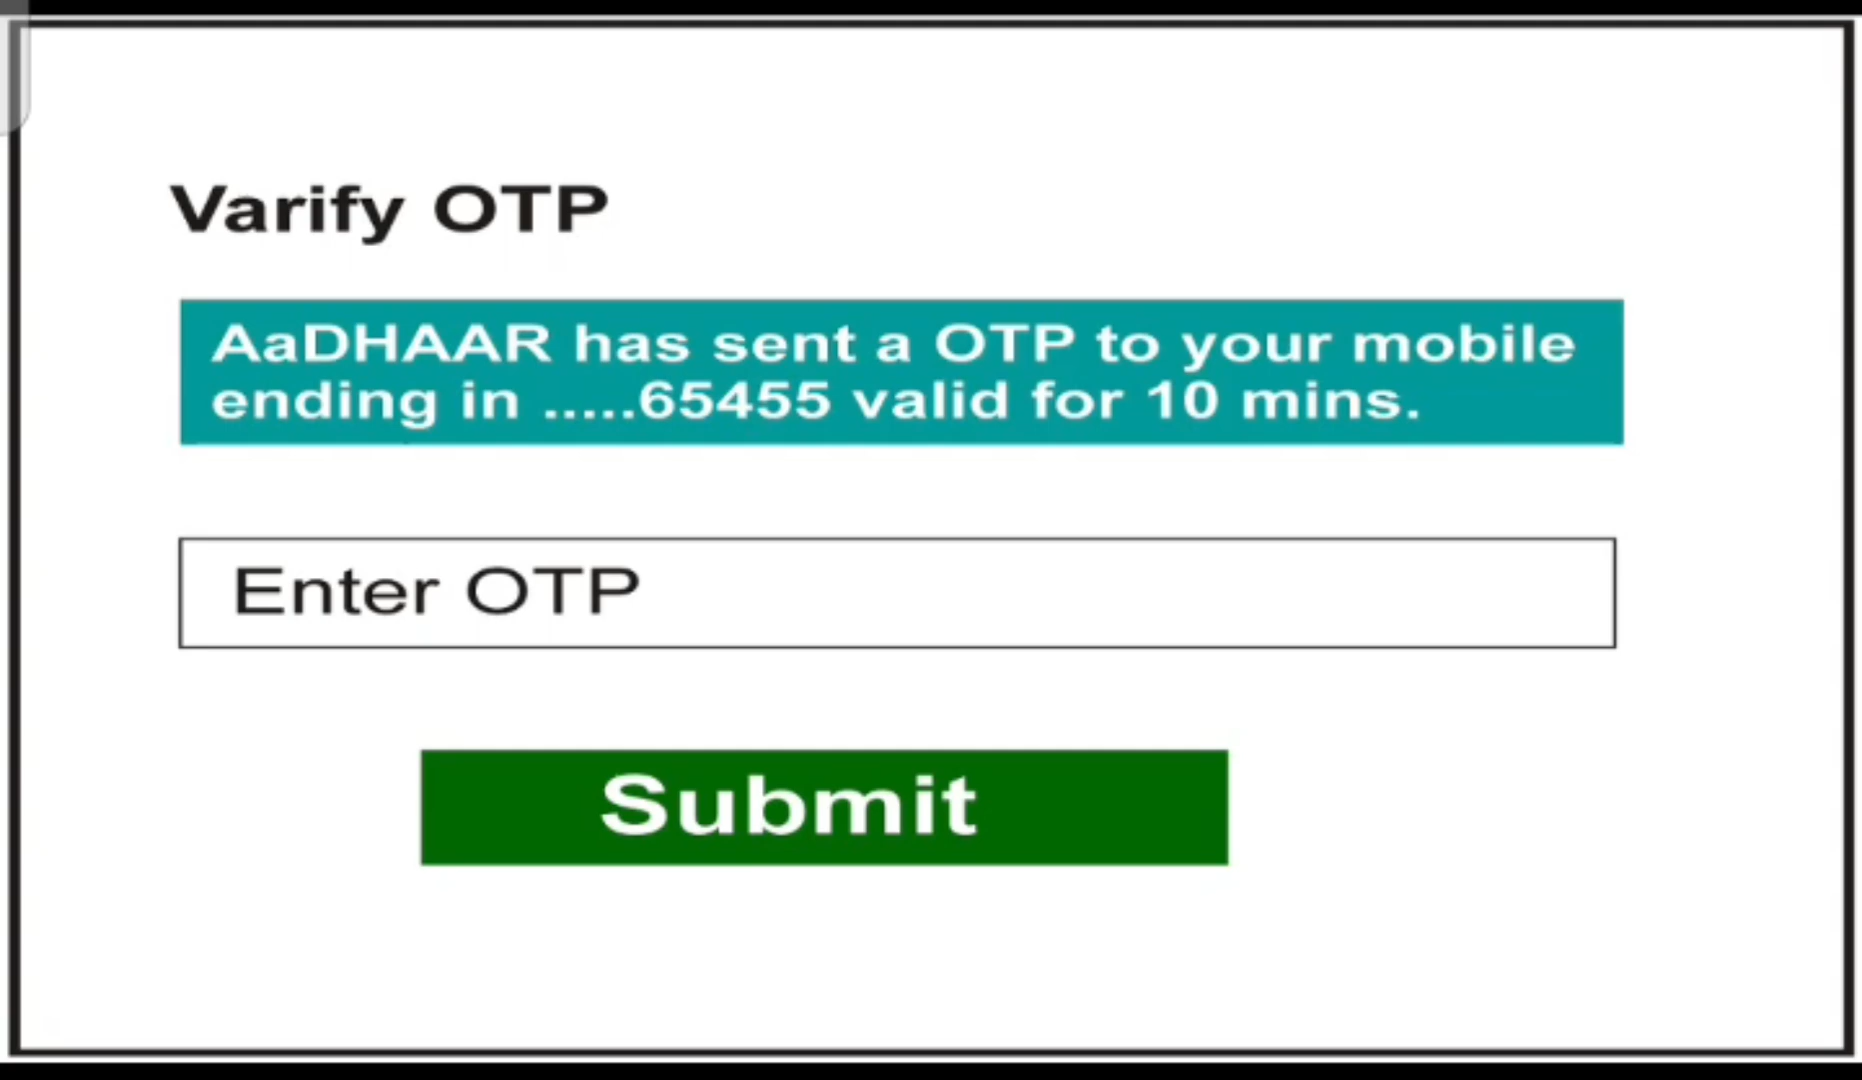 Varify OTP
AaDHAAR has sent a OTP to your mobile
ending in .....65455 valid for 10 mins.
Enter OTP
Submit